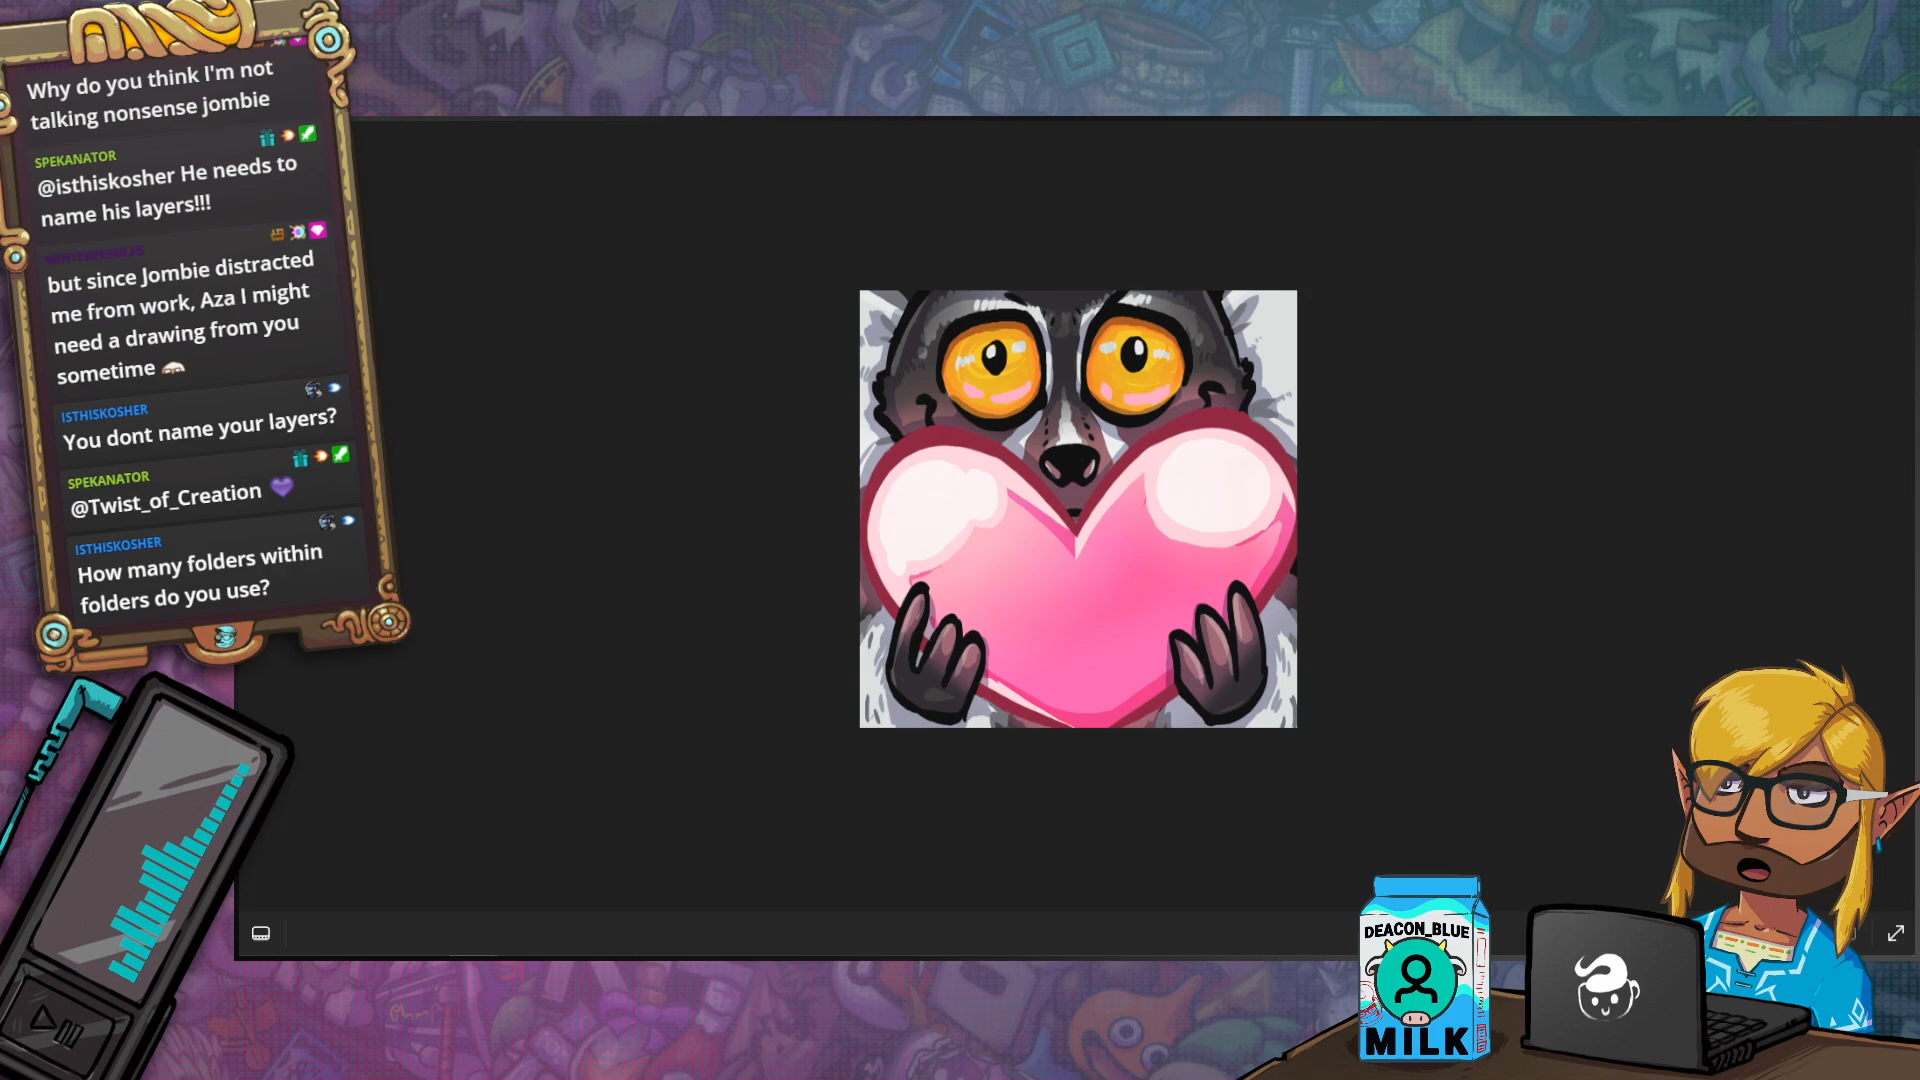 Why do you think I'm not
talking nonsense jombie
SPEKANATOR
@isthiskosher He needs to
name his layers!!!
but since Jombie distracted
me from work, Aza I might
need a drawing from you
sometime
ISTHISKOSHER
You dont name your layers?
SPEKANATOR
@Twist_of_Creation
ISTHISKOSHER
How many folders within
folders do you use?
DEACON_BLUE
MILK